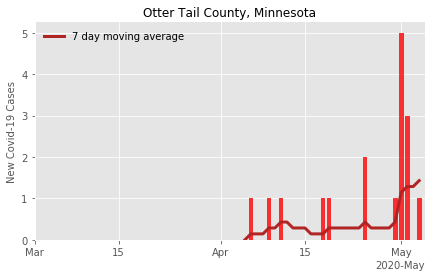 Otter Tail County, Minnesota
7 day moving average
New Covid-19 Cases
5
4
3
2
1
0
Mar 15 Apr 15 May
2020-May